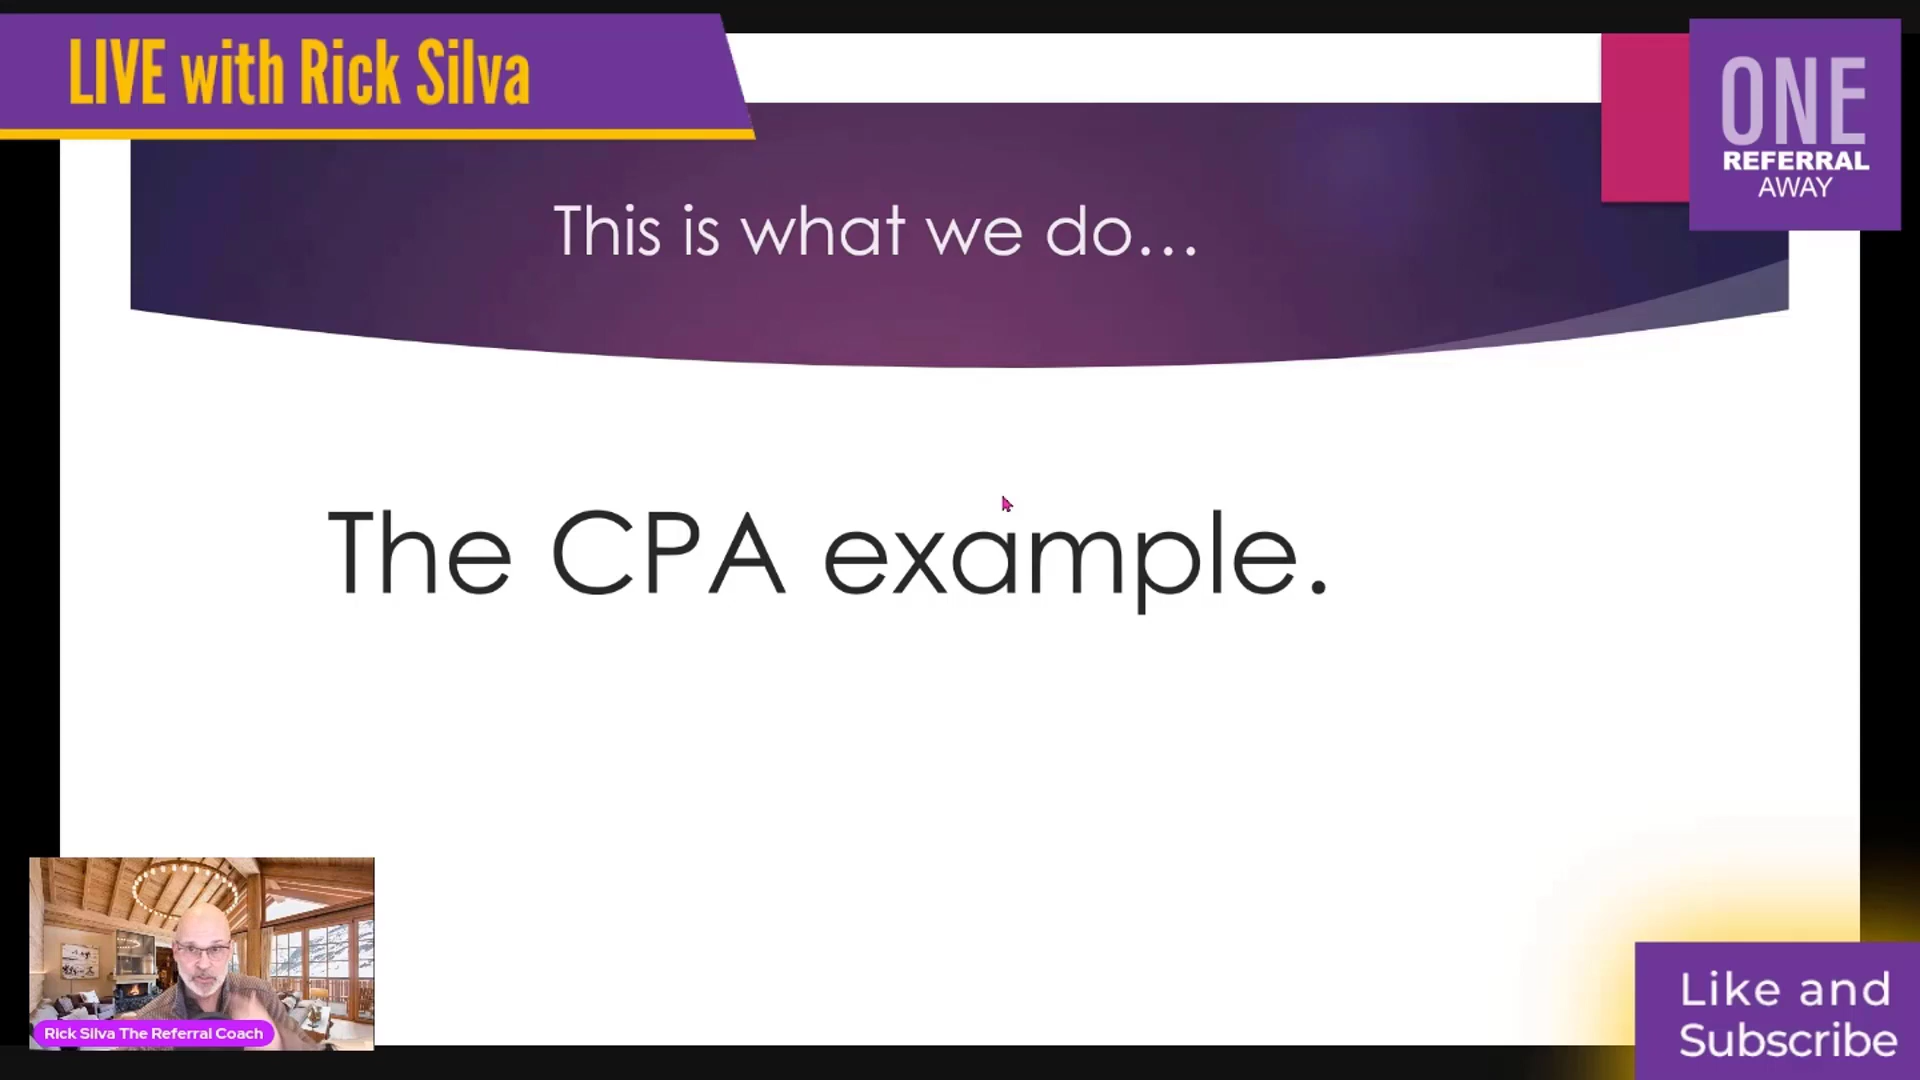 LIVE with Rick Silva
ONE
REFERRAL
AWAY
This is what we do...
The CPA example.
Rick Silva The Referral Coach
Like and
Subscribe